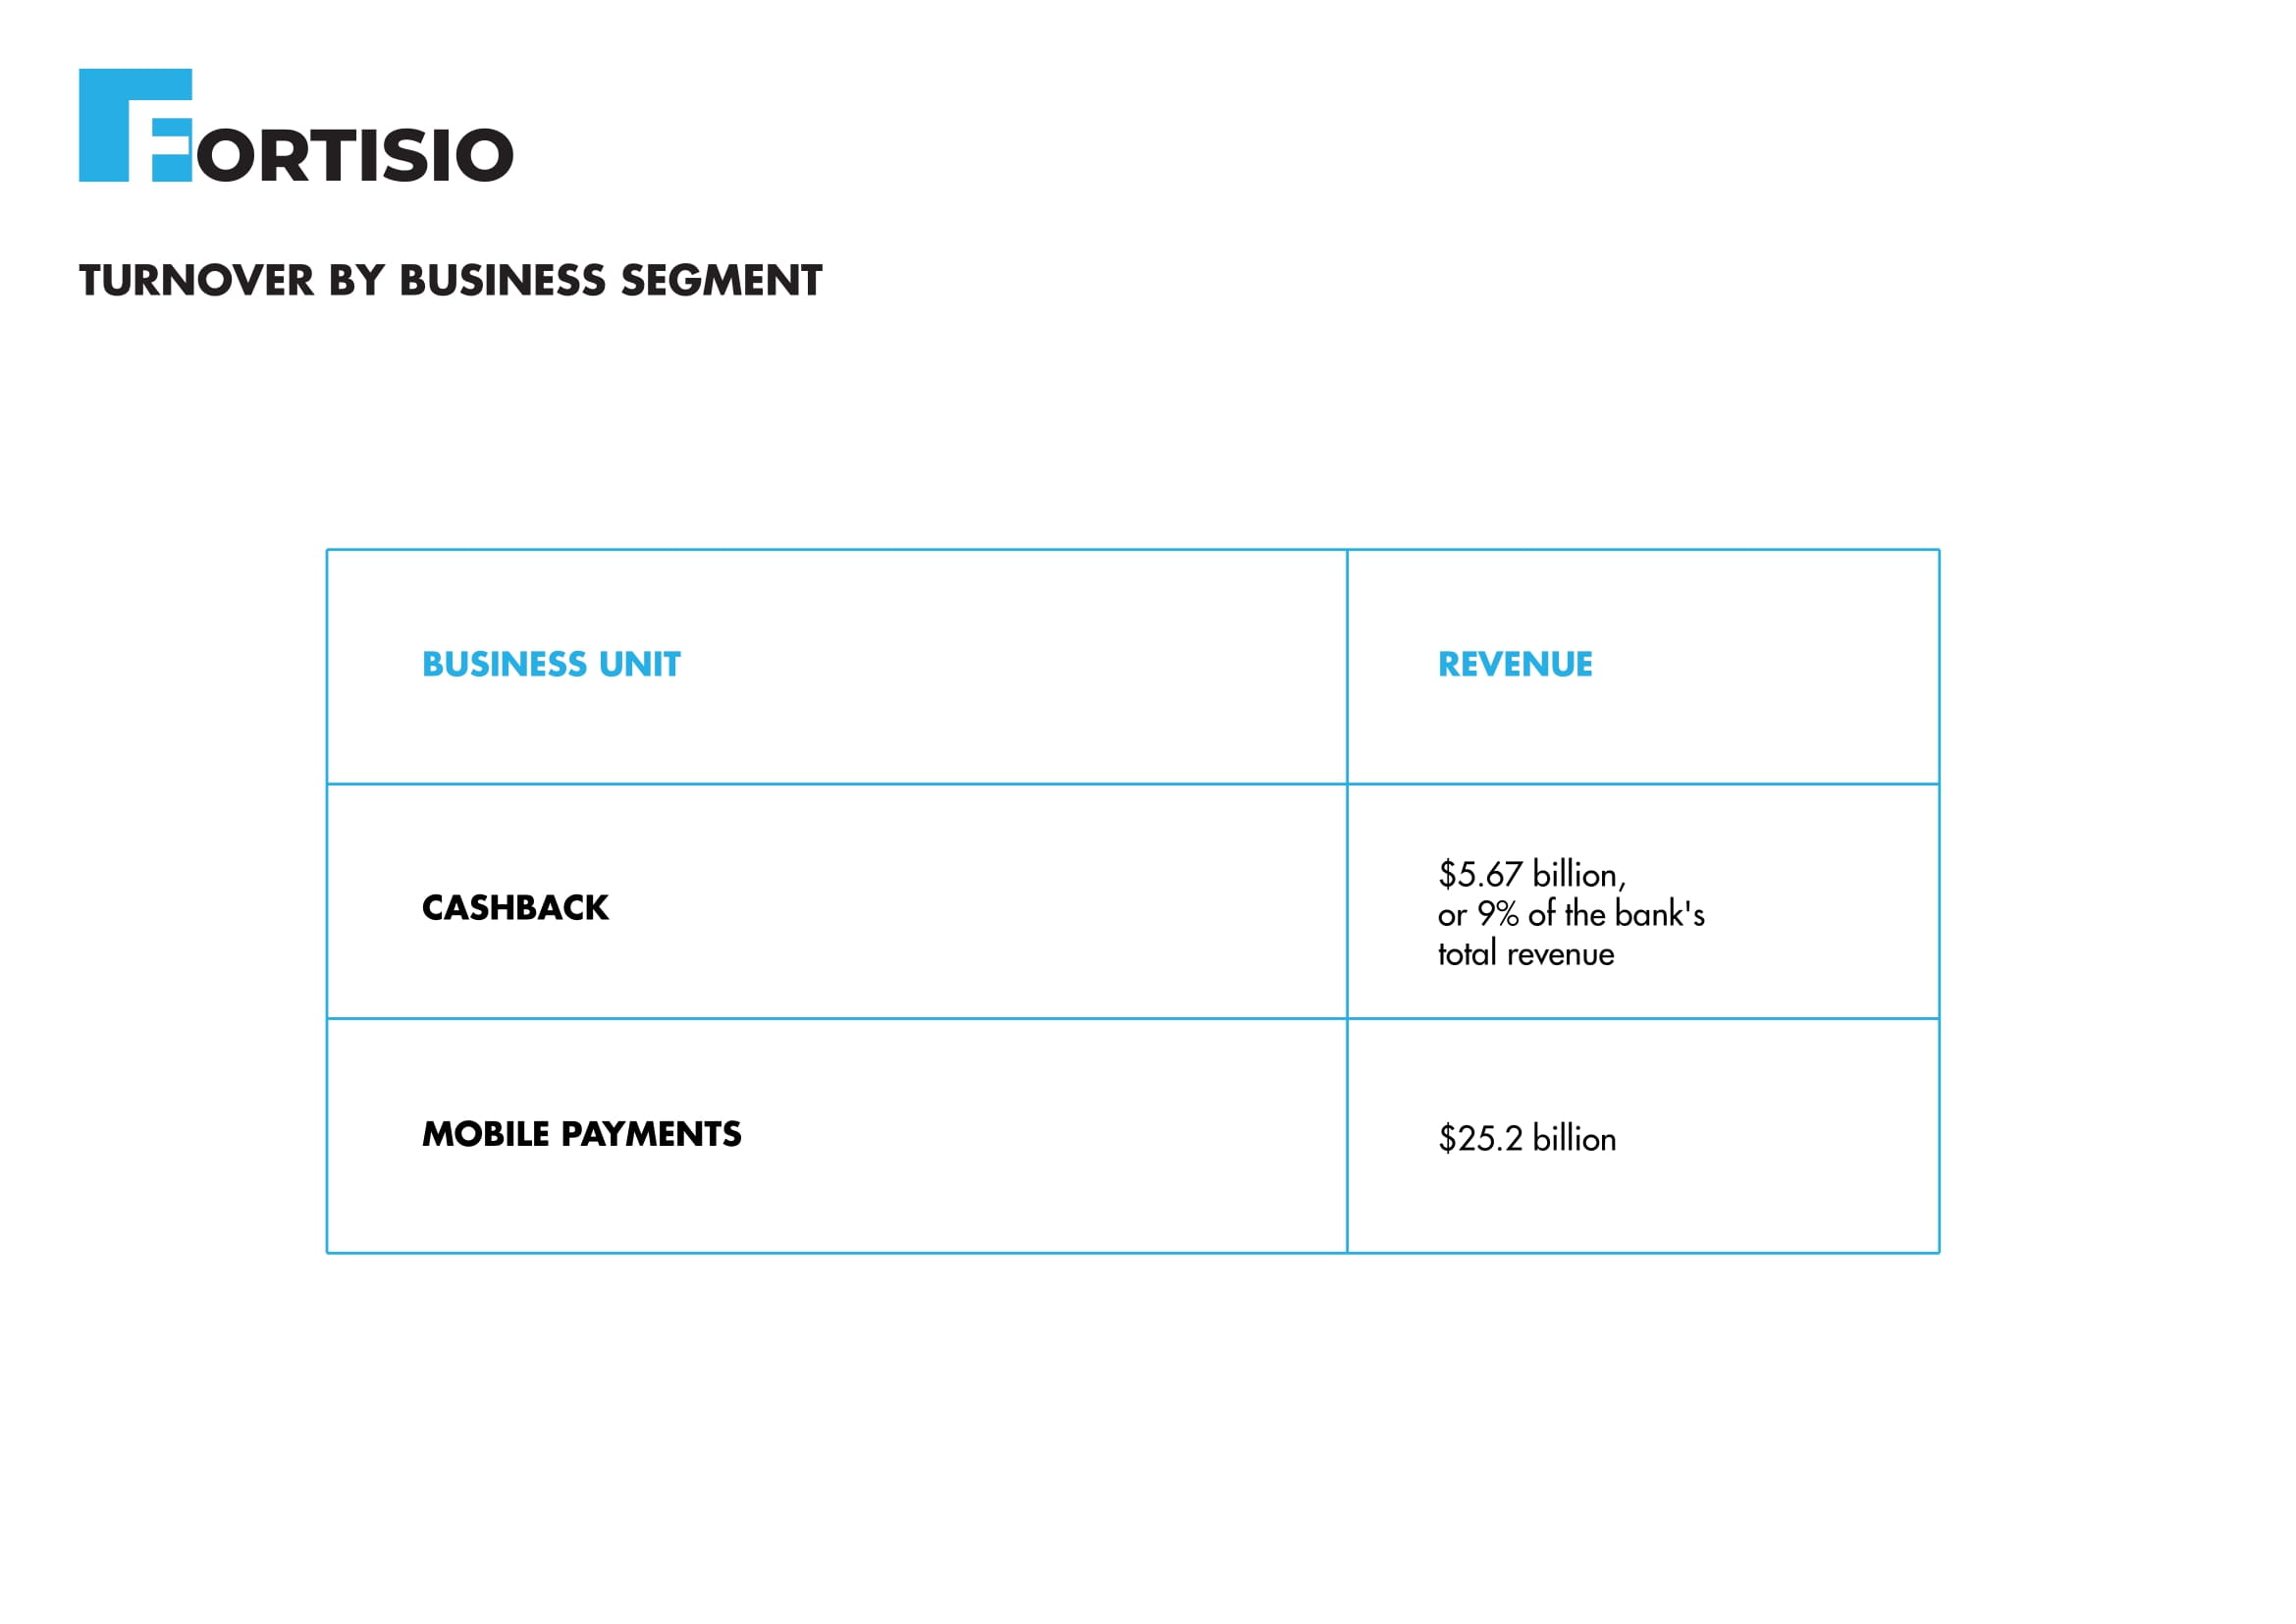 FORTISIO
TURNOVER BY BUSINESS SEGMENT
BUSINESS UNIT
REVENUE
CASHBACK
$5.67 billion,
or 9% of the bank's
total revenue
MOBILE PAYMENTS
$25.2 billion